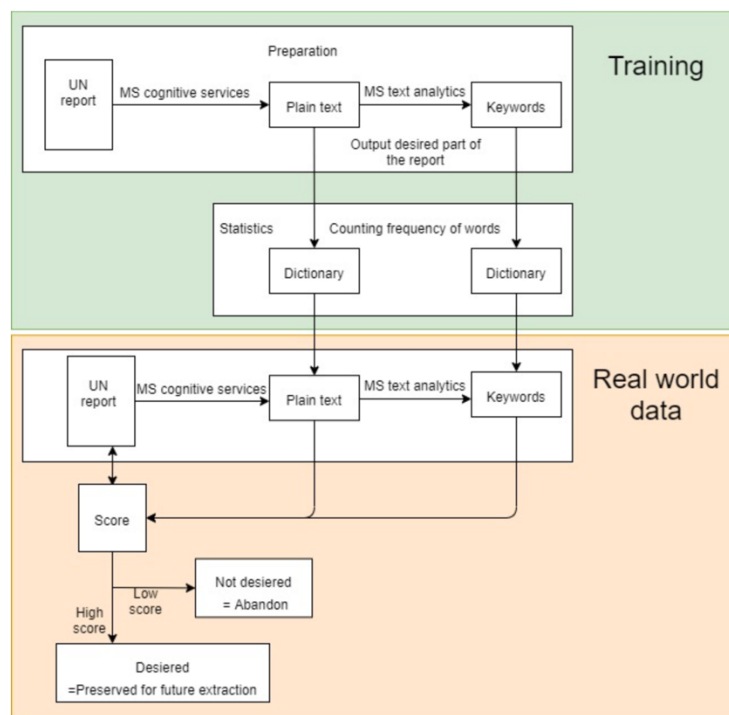 Training
Preparation
UN
report
MS cognitive services
Plain text
MS text analytics
Keywords
Output desired part of
the report
Statistics
Counting frequency of words
Dictionary
Dictionary
Real world
data
UN
report
MS cognitive services
Plain text
MS text analytics
Keywords
Score
Low
score
Not desiered
= Abandon
High
score
Desiered
=Preserved for future extraction